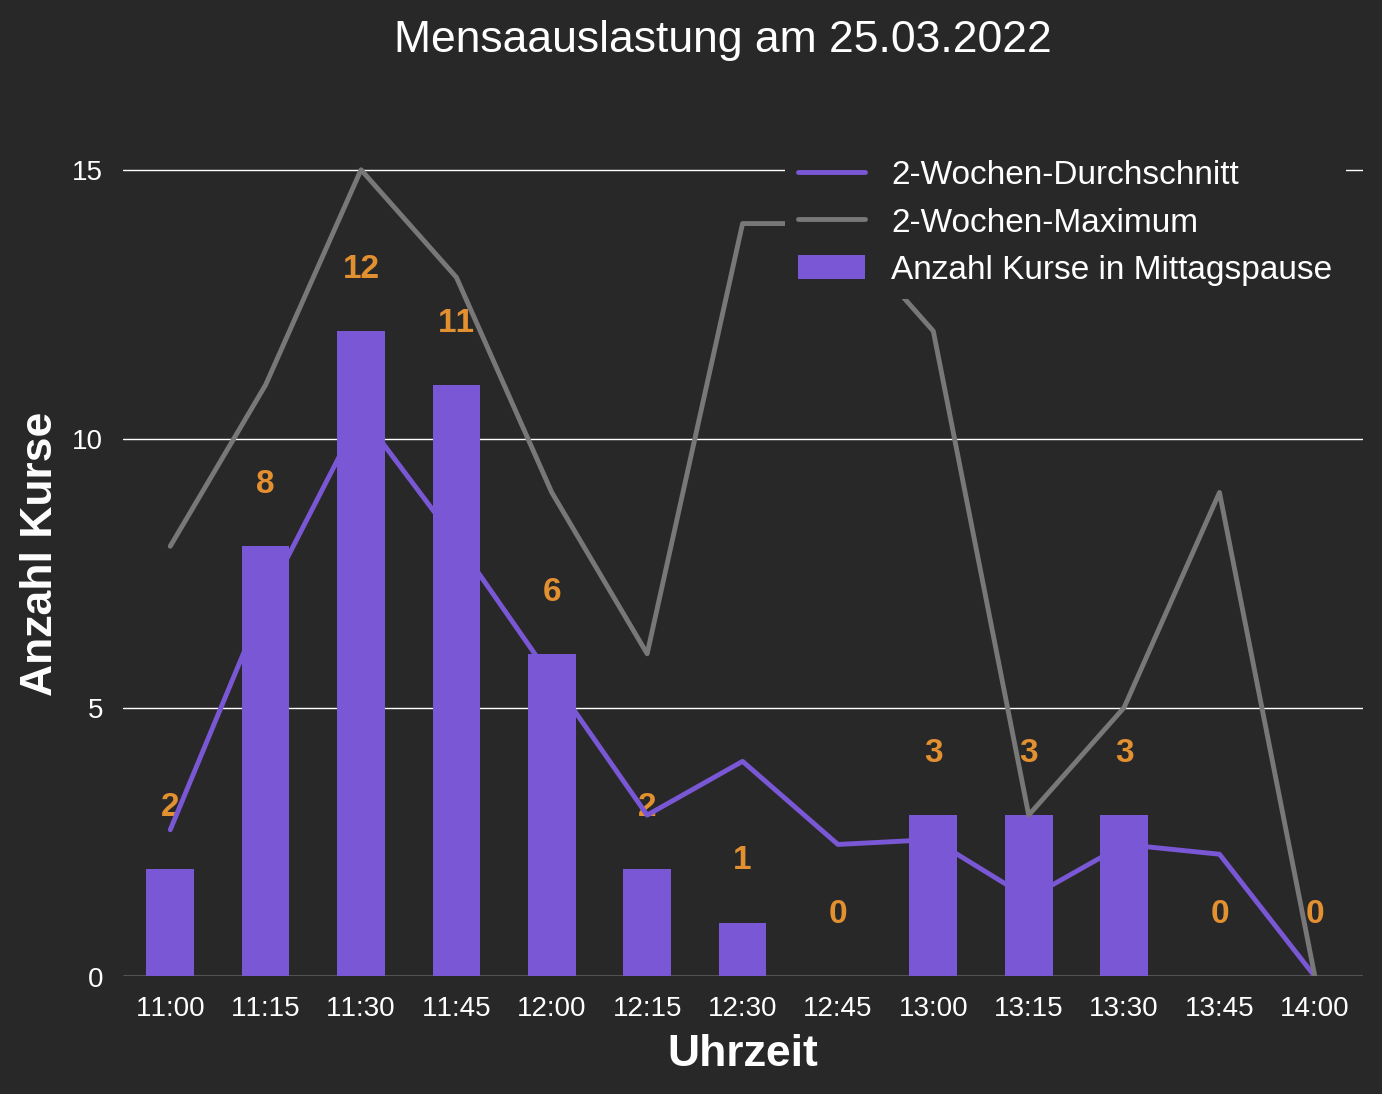 Mensaauslastung am 25.03.2022
2-Wochen-Durchschnitt
2-Wochen-Maximum
Anzahl Kurse in Mittagspause
15
10
5
0
Anzahl Kurse
2
8
12
11
6
2
1
0
3
3
3
0
0
11:00 11:15 11:30 11:45 12:00 12:15 12:30 12:45 13:00 13:15 13:30 13:45 14:00
Uhrzeit